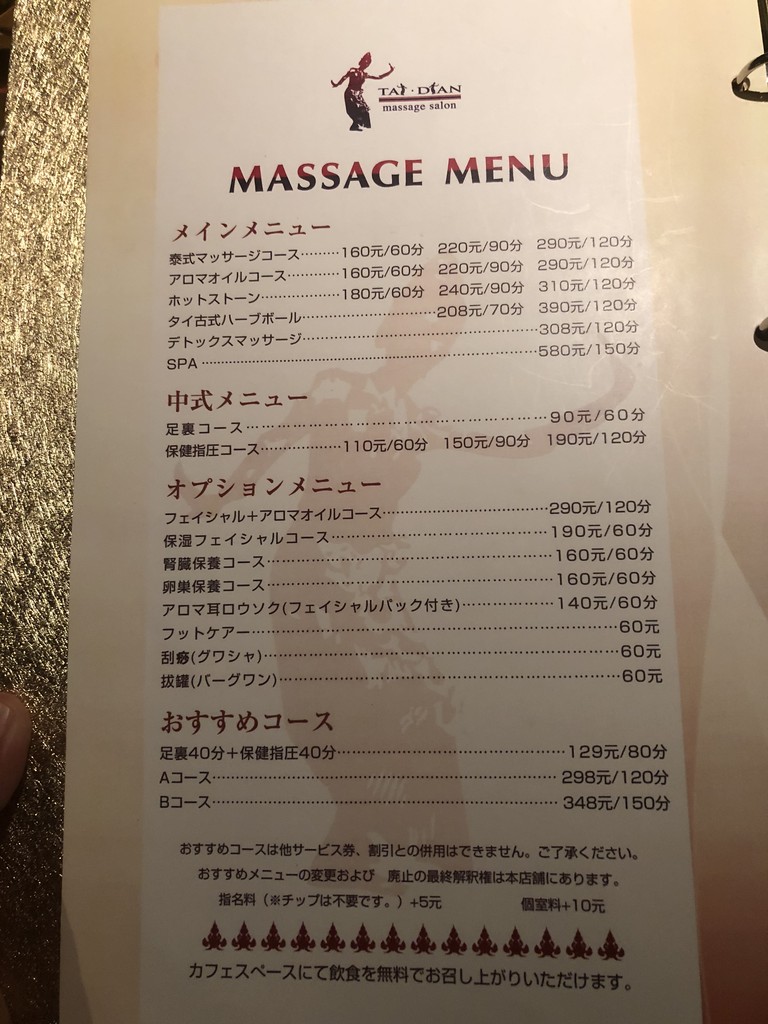 TAI·DIAN
massage salon
MASSAGE MENU
メインメニュー
泰式マッサージコース………160元/60分 220元/90分 290元/120分
アロマオイルコース…………160元/60分 220元/90分 290元/120分
ホットストーン………………180元/60分 240元/90分 310元/120分
タイ古式ハーブボール……………………208元/70分 390元/120分
デトックスマッサージ……………………………………308元/120分
SPA……………………………………………………580元/150分
中式メニュー
足裏コース………………………………………90元/60分
保健指圧コース………………110元/60分 150元/90分 190元/120分
オプションメニュー
フェイシャル+アロマオイルコース……………………290元/120分
保湿フェイシャルコース…………………………………190元/60分
腎臓保養コース……………………………………………160元/60分
卵巣保養コース……………………………………………160元/60分
アロマ耳ロウソク(フェイシャルパック付き)……………140元/60分
フットケアー……………………………………………………60元
刮痧(グワシャ)…………………………………………………60元
抜罐(バーグワン)………………………………………………60元
おすすめコース
足裏40分+保健指圧40分…………………………………129元/80分
Aコース……………………………………………………298元/120分
Bコース……………………………………………………348元/150分
おすすめコースは他サービス券、割引との併用はできません。ご了承ください。
おすすめメニューの変更および 廃止の最終解釈権は本店舗にあります。
指名料(※チップは不要です。)+5元 個室料+10元
カフェスペースにて飲食を無料でお召し上がりいただけます。